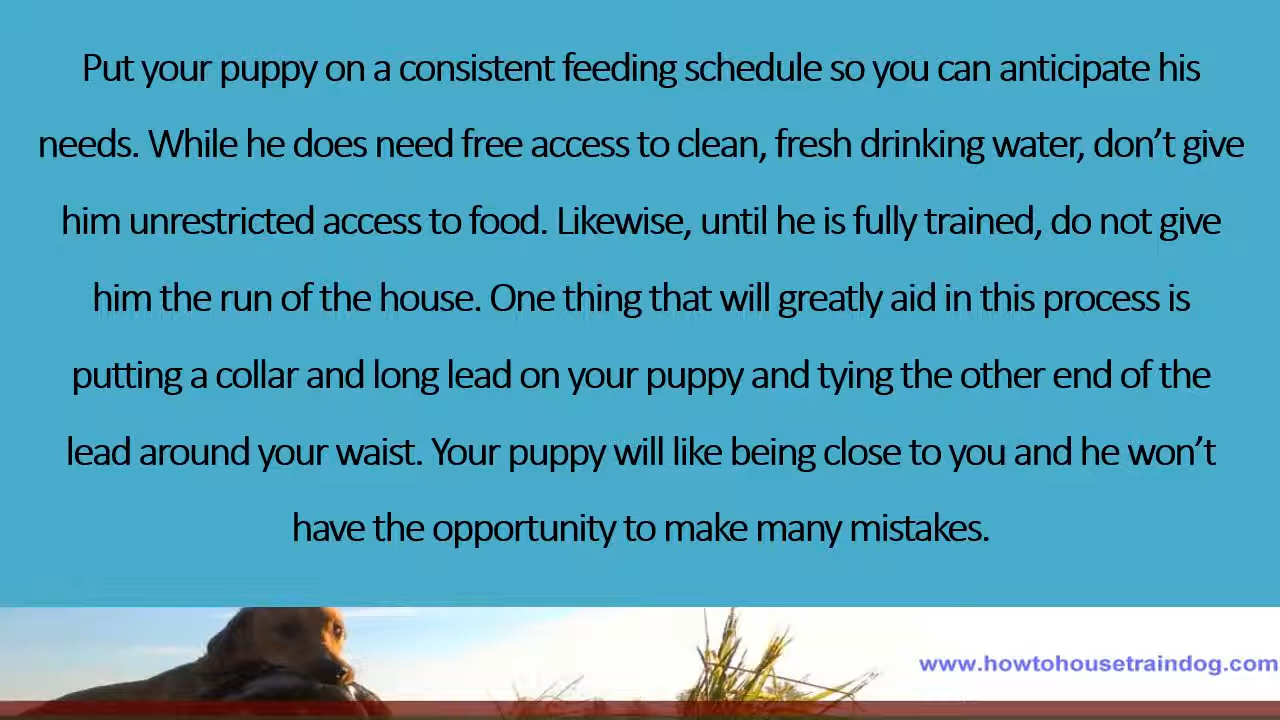 Put your puppy on a consistent feeding schedule so you can anticipate his
needs. While he does need free access to clean, fresh drinking water, don’t give
him unrestricted access to food. Likewise, until he is fully trained, do not give
him the run of the house. One thing that will greatly aid in this process is
putting a collar and long lead on your puppy and tying the other end of the
lead around your waist. Your puppy will like being close to you and he won’t
have the opportunity to make many mistakes.
www.howtohousetraindog.com